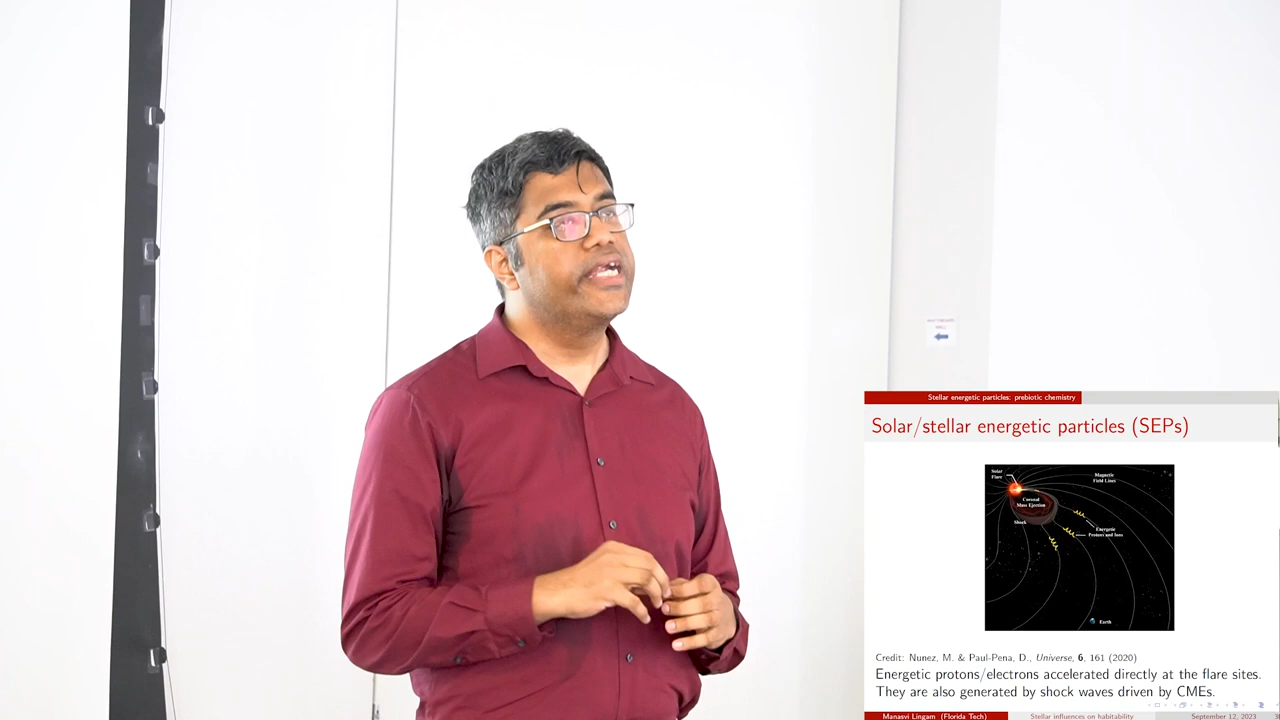 Stellar energetic particles: prebiotic chemistry
Solar/stellar energetic particles (SEPs)
Solar
Flare
Magnetic
Field Lines
Coronal
Mass Ejection
Shock
Energetic
Protons and Ions
Earth
Credit: Nunez, M. & Paul-Pena, D., Universe, 6, 161 (2020)
Energetic protons/electrons accelerated directly at the flare sites.
They are also generated by shock waves driven by CMEs.
Manasvi Lingam (Florida Tech) Stellar influences on habitability September 12, 2023